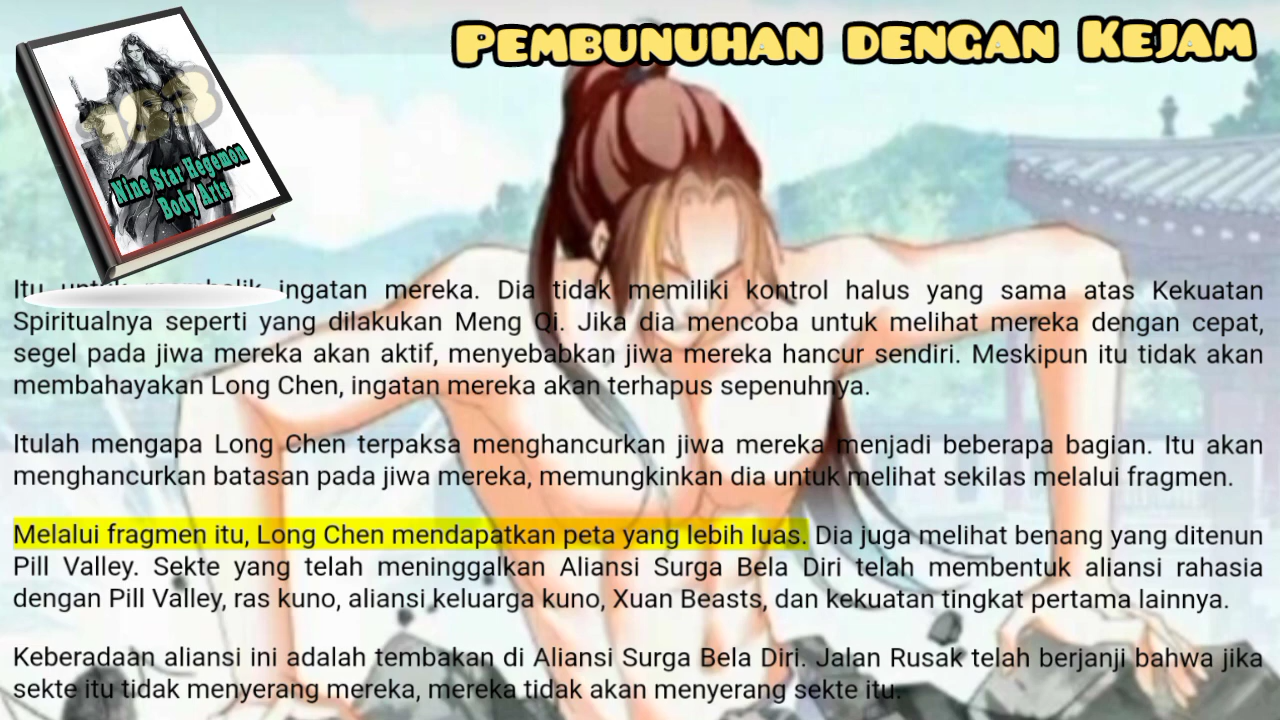 PEMBUNUHAN DENGAN KEJAM
Nine Star Hegemon
Body Arts
Itu ingatan mereka. Dia tidak memiliki kontrol halus yang sama atas Kekuatan
Spiritualnya seperti yang dilakukan Meng Qi. Jika dia mencoba untuk melihat mereka dengan cepat,
segel pada jiwa mereka akan aktif, menyebabkan jiwa mereka hancur sendiri. Meskipun itu tidak akan
membahayakan Long Chen, ingatan mereka akan terhapus sepenuhnya.
Itulah mengapa Long Chen terpaksa menghancurkan jiwa mereka menjadi beberapa bagian. Itu akan
menghancurkan batasan pada jiwa mereka, memungkinkan dia untuk melihat sekilas melalui fragmen.
Melalui fragmen itu, Long Chen mendapatkan peta yang lebih luas. Dia juga melihat benang yang ditenun
Pill Valley. Sekte yang telah meninggalkan Aliansi Surga Bela Diri telah membentuk aliansi rahasia
dengan Pill Valley, ras kuno, aliansi keluarga kuno, Xuan Beasts, dan kekuatan tingkat pertama lainnya.
Keberadaan aliansi ini adalah tembakan di Aliansi Surga Bela Diri. Jalan Rusak telah berjanji bahwa jika
sekte itu tidak menyerang mereka, mereka tidak akan menyerang sekte itu.